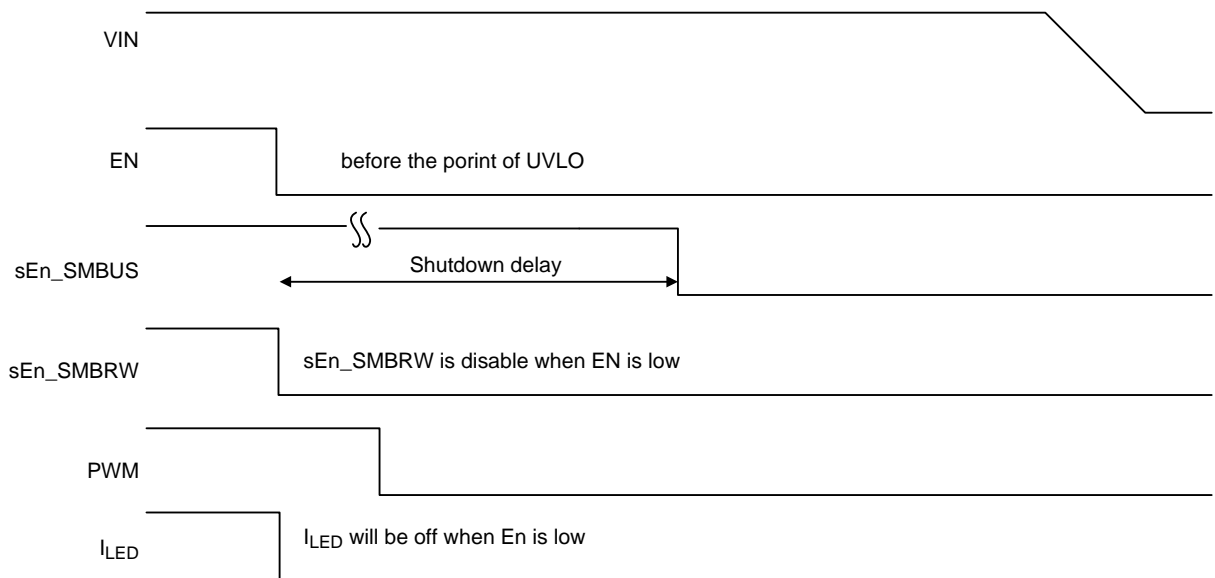 VIN
EN
before the porint of UVLO
sEn_SMBUS
Shutdown delay
sEn_SMBRW
sEn_SMBRW is disable when EN is low
PWM
ILED
ILED will be off when En is low